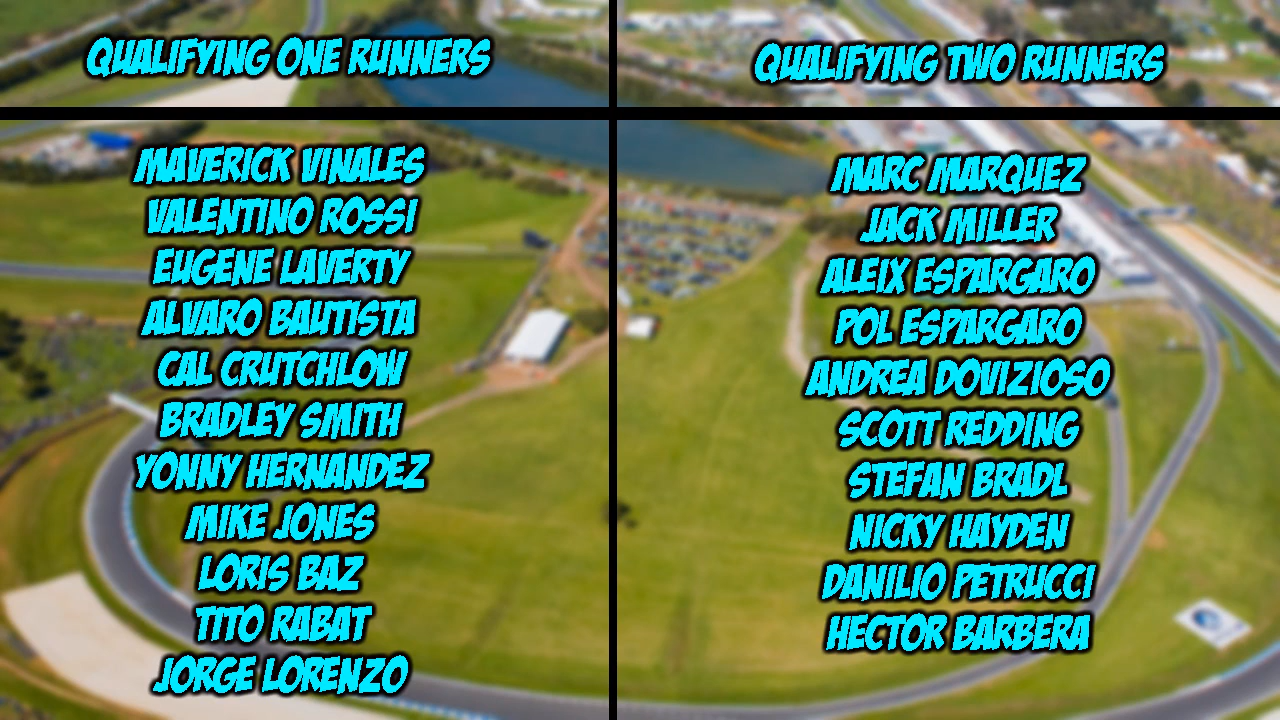 QUALIFYING ONE RUNNERS
MAVERICK VINALES
VALENTINO ROSSI
EUGENE LAVERTY
ALVARO BAUTISTA
CAL CRUTCHLOW
BRADLEY SMITH
YONNY HERNANDEZ
MIKE JONES
LORIS BAZ
TITO RABAT
JORGE LORENZO
QUALIFYING TWO RUNNERS
MARC MARQUEZ
JACK MILLER
ALEIX ESPARGARO
POL ESPARGARO
ANDREA DOVIZIOSO
SCOTT REDDING
STEFAN BRADL
NICKY HAYDEN
DANILIO PETRUCCI
HECTOR BARBERA